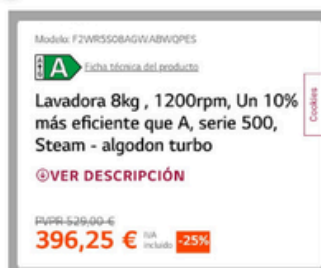 Modelo: F2WR5S08AGW/ABWQPES
A Ficha técnica del producto
Lavadora 8kg , 1200rpm, Un 10%
más eficiente que A, serie 500,
Steam - algodon turbo
VER DESCRIPCIÓN
PVPR 529,00 €
396,25 € IVA incluido -25%
Cookies